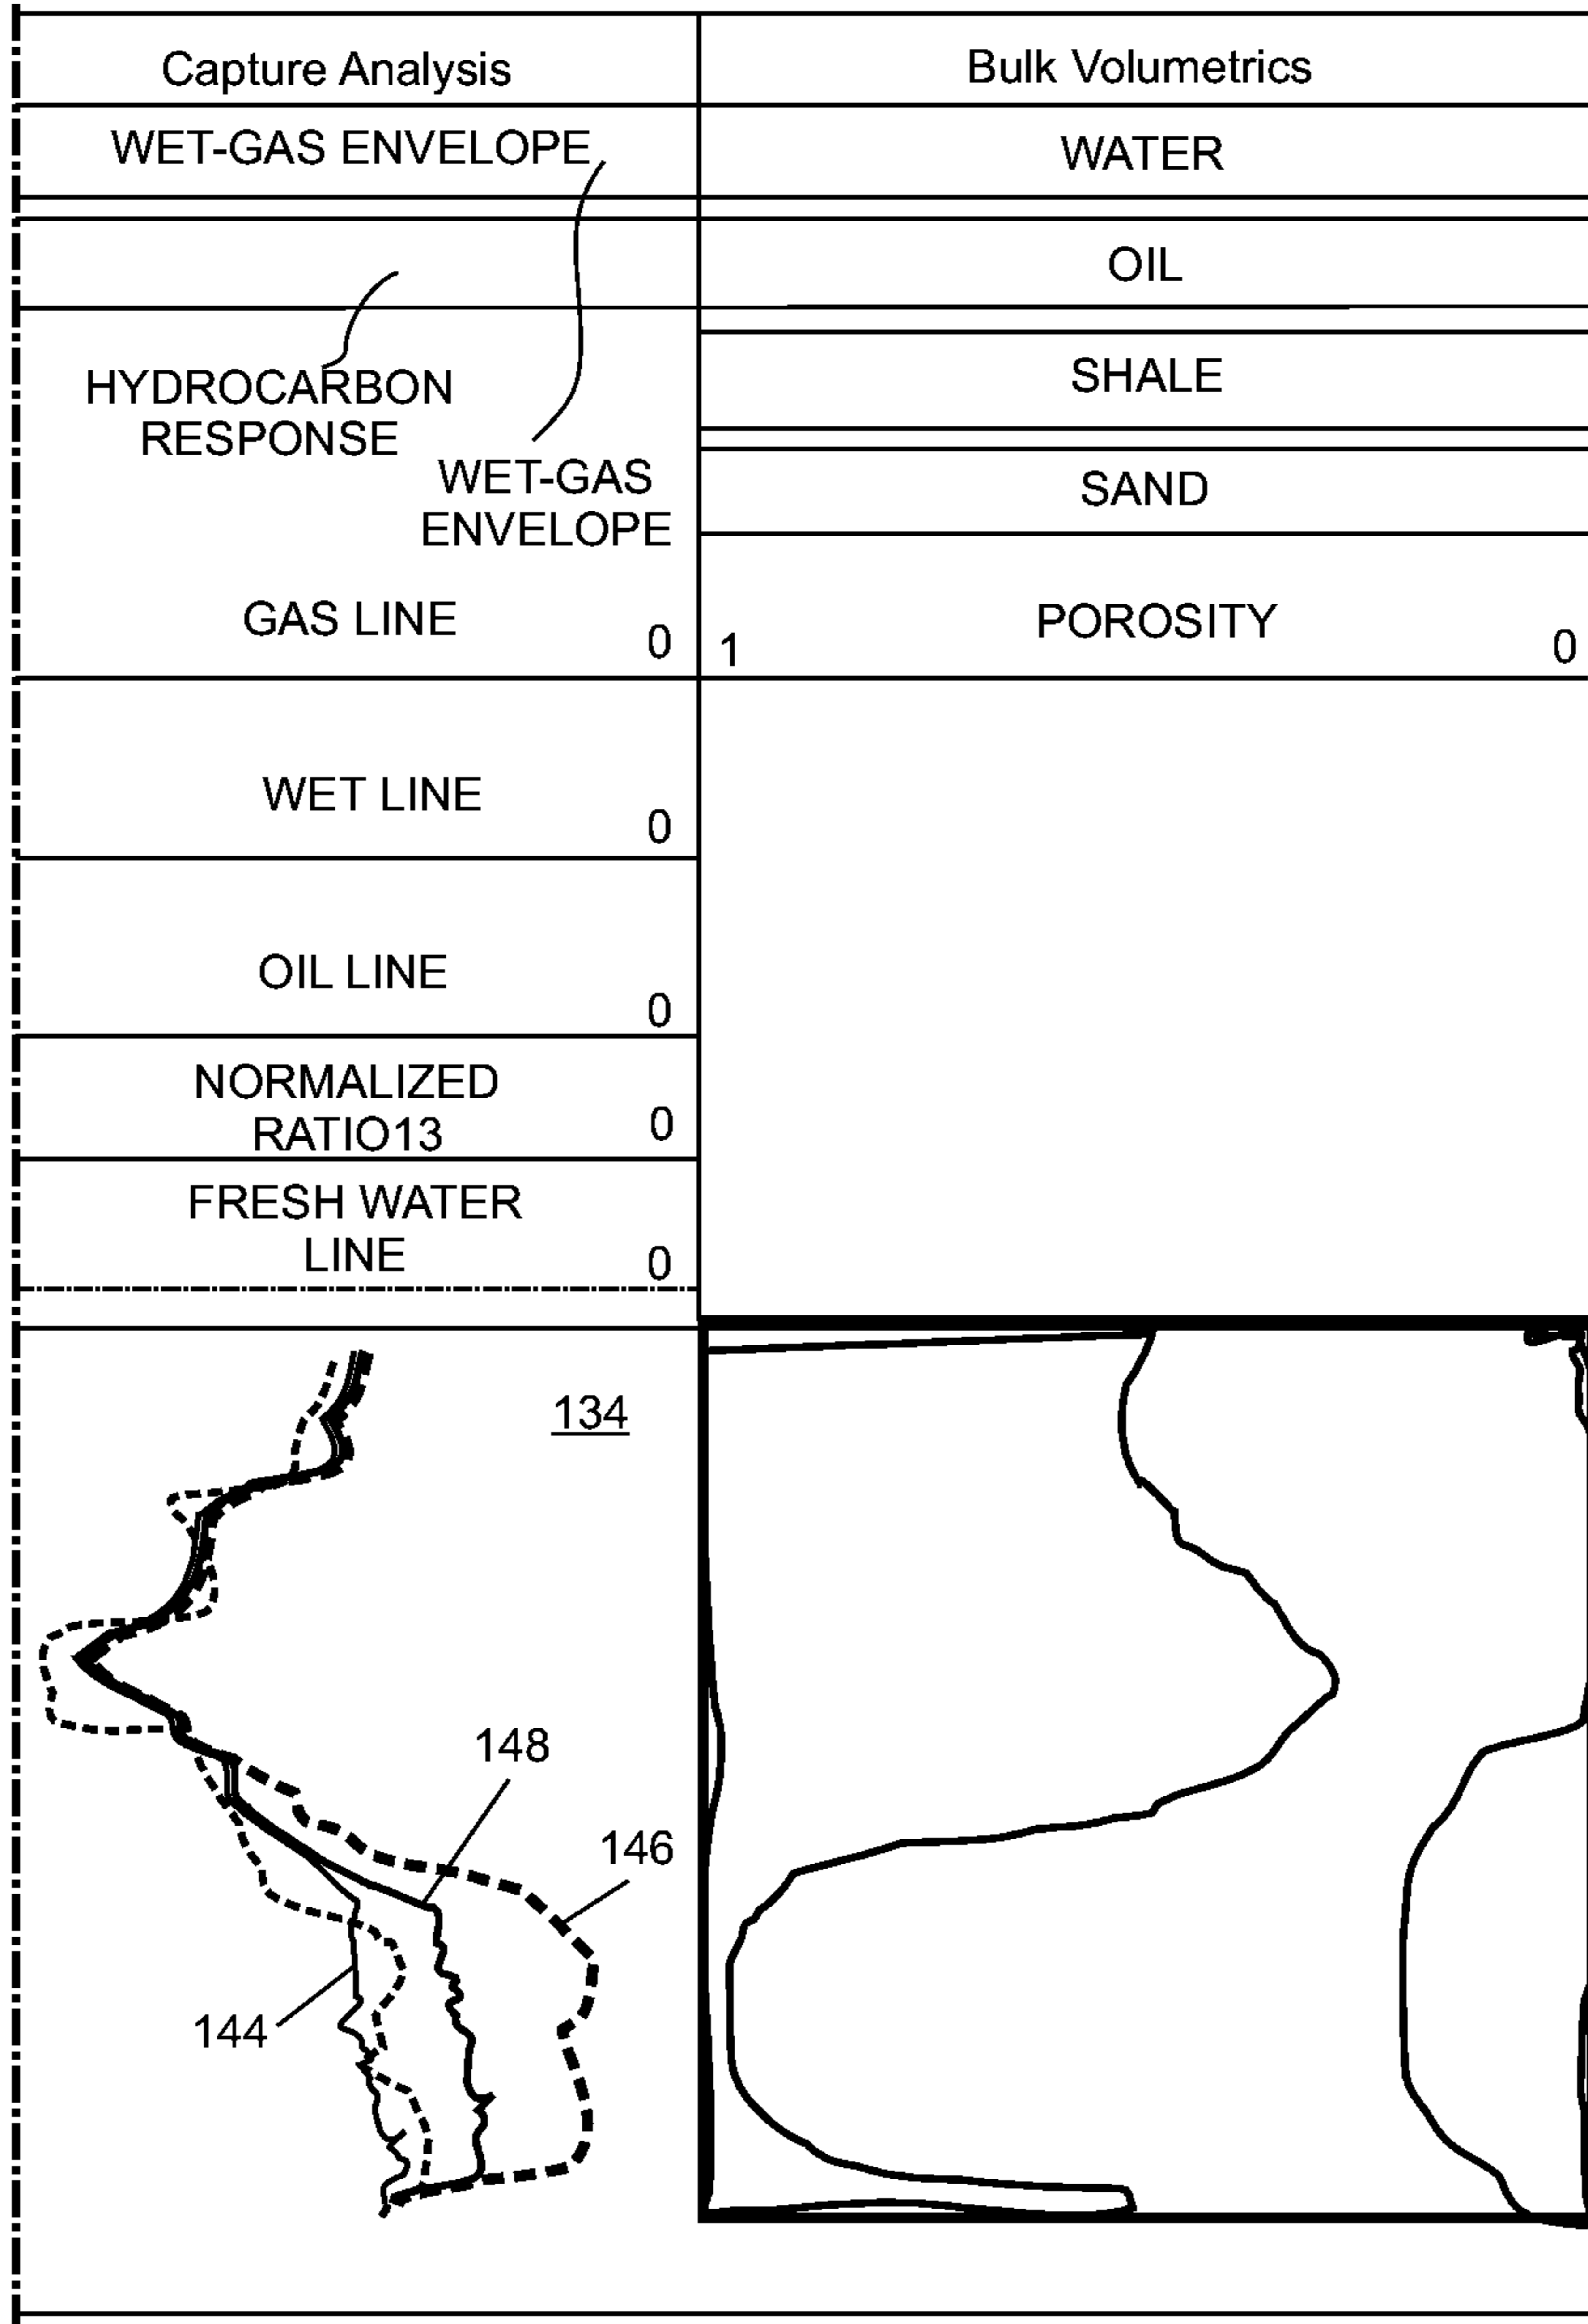 Capture Analysis
Bulk Volumetrics
WET-GAS ENVELOPE
WATER
OIL
HYDROCARBON
RESPONSE
SHALE
WET-GAS
ENVELOPE
SAND
GAS LINE 0
1 POROSITY 0
WET LINE 0
OIL LINE 0
NORMALIZED
RATIO13 0
FRESH WATER
LINE 0
134
148
146
144